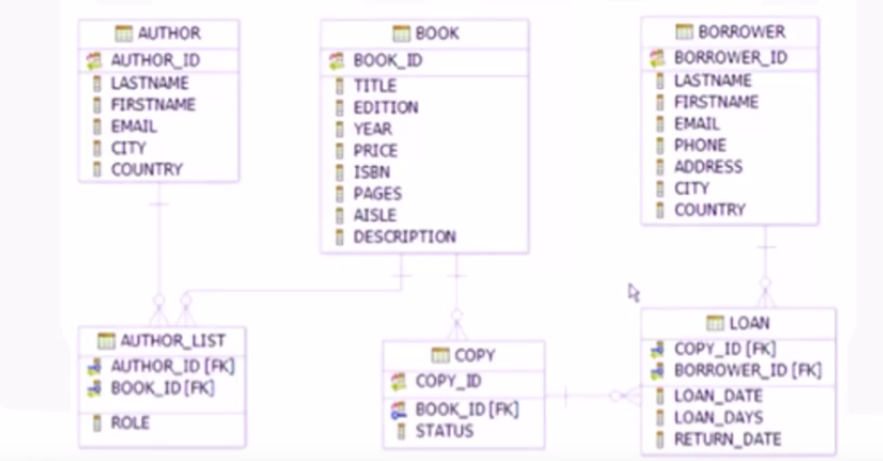 AUTHOR
AUTHOR_ID
LASTNAME
FIRSTNAME
EMAIL
CITY
COUNTRY
BOOK
BOOK_ID
TITLE
EDITION
YEAR
PRICE
ISBN
PAGES
AISLE
DESCRIPTION
BORROWER
BORROWER_ID
LASTNAME
FIRSTNAME
EMAIL
PHONE
ADDRESS
CITY
COUNTRY
AUTHOR_LIST
AUTHOR_ID [FK]
BOOK_ID [FK]
ROLE
COPY
COPY_ID
BOOK_ID [FK]
STATUS
LOAN
COPY_ID [FK]
BORROWER_ID [FK]
LOAN_DATE
LOAN_DAYS
RETURN_DATE